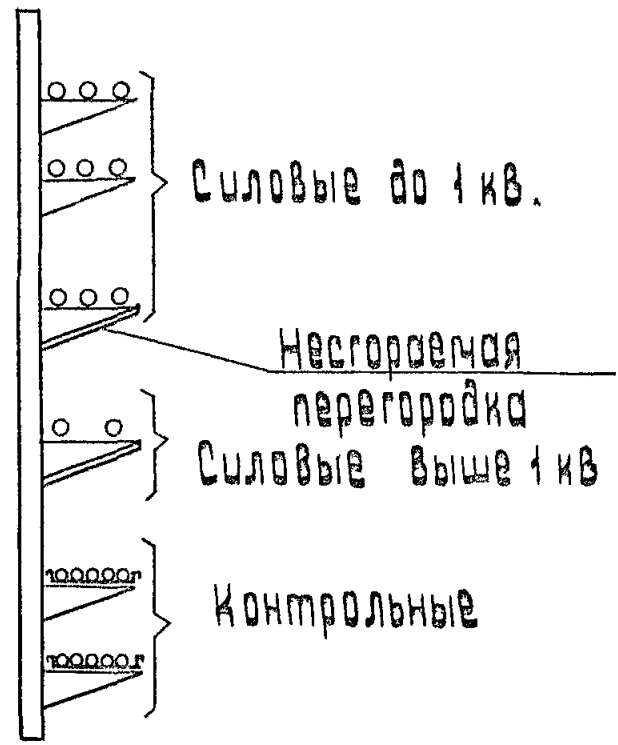 Силовые до 1 кв.
Несгораемая
перегородка
Силовые выше 1 кв
Контрольные